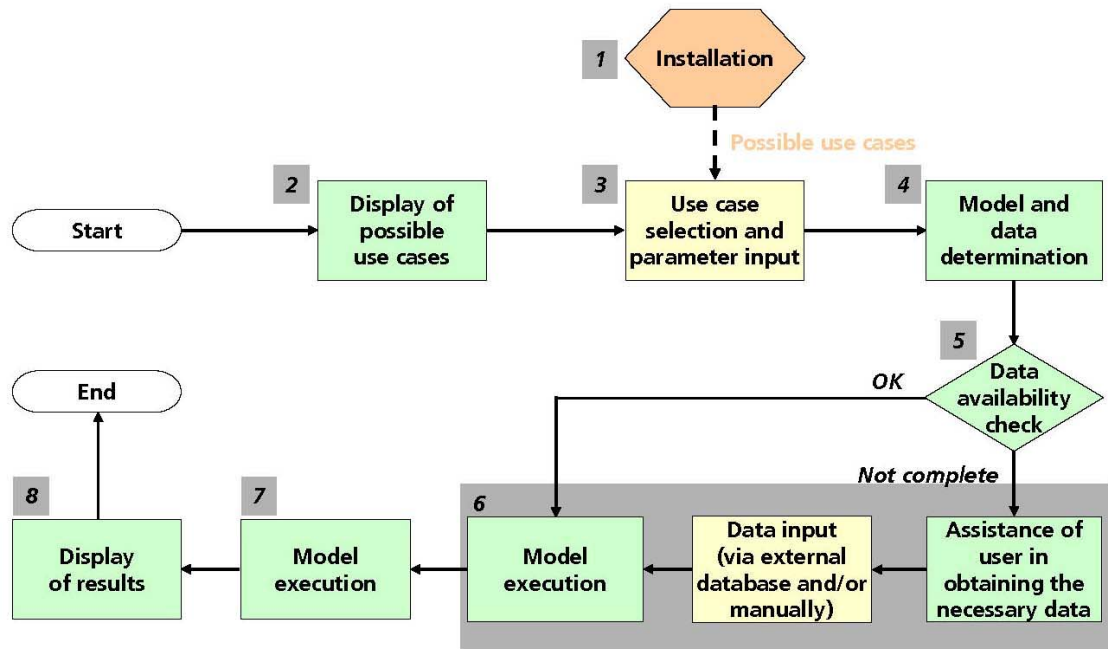 1
Installation
Possible use cases
2
Display of
possible
use cases
3
Use case
selection and
parameter input
4
Model and
data
determination
Start
5
Data
availability
check
OK
Not complete
End
8
Display
of results
7
Model
execution
6
Model
execution
Data input
(via external
database and/or
manually)
Assistance of
user in
obtaining the
necessary data